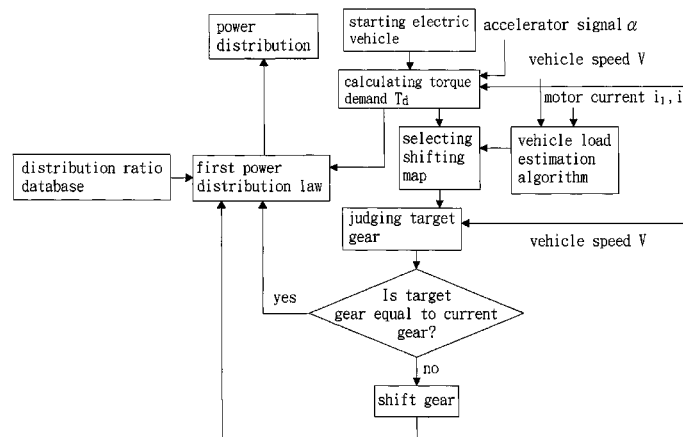 power
distribution
starting electric
vehicle
accelerator signal α
vehicle speed V
calculating torque
demand Td
motor current i₁, i
distribution ratio
database
first power
distribution law
selecting
shifting
map
vehicle load
estimation
algorithm
judging target
gear
vehicle speed V
yes
Is target
gear equal to current
gear?
no
shift gear